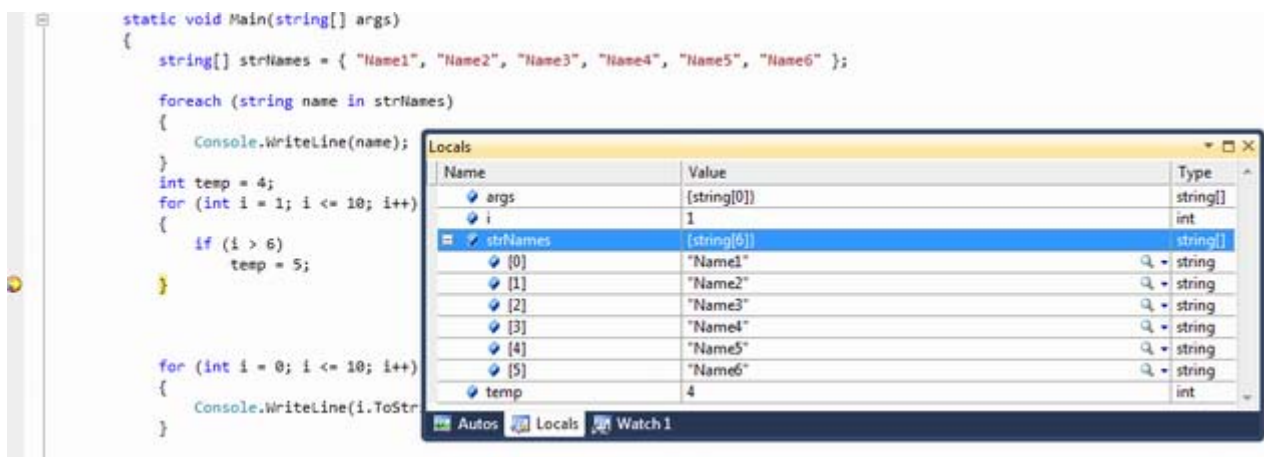 static void Main(string[] args)
{
string[] strNames = { "Name1", "Name2", "Name3", "Name4", "Name5", "Name6" };
foreach (string name in strNames)
{
Console.WriteLine(name);
}
int temp = 4;
for (int i = 1; i <= 10; i++)
{
if (i > 6)
temp = 5;
}
for (int i = 0; i <= 10; i++)
{
Console.WriteLine(i.ToStr
}
Locals
Name Value Type
args {string[0]} string[]
i 1 int
strNames {string[6]} string[]
[0] "Name1" string
[1] "Name2" string
[2] "Name3" string
[3] "Name4" string
[4] "Name5" string
[5] "Name6" string
temp 4 int
Autos Locals Watch 1